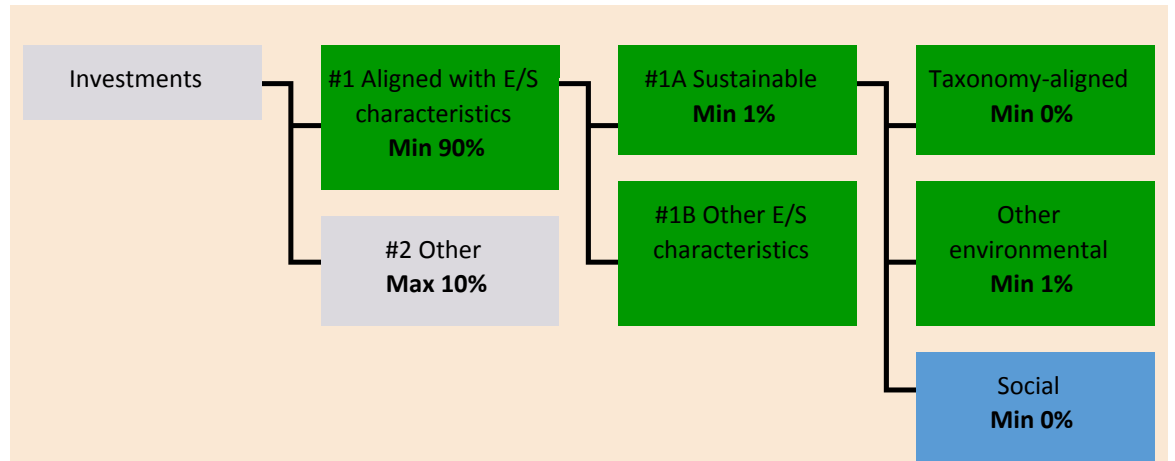 Investments
#1 Aligned with E/S
characteristics
Min 90%
#2 Other
Max 10%
#1A Sustainable
Min 1%
#1B Other E/S
characteristics
Taxonomy-aligned
Min 0%
Other
environmental
Min 1%
Social
Min 0%